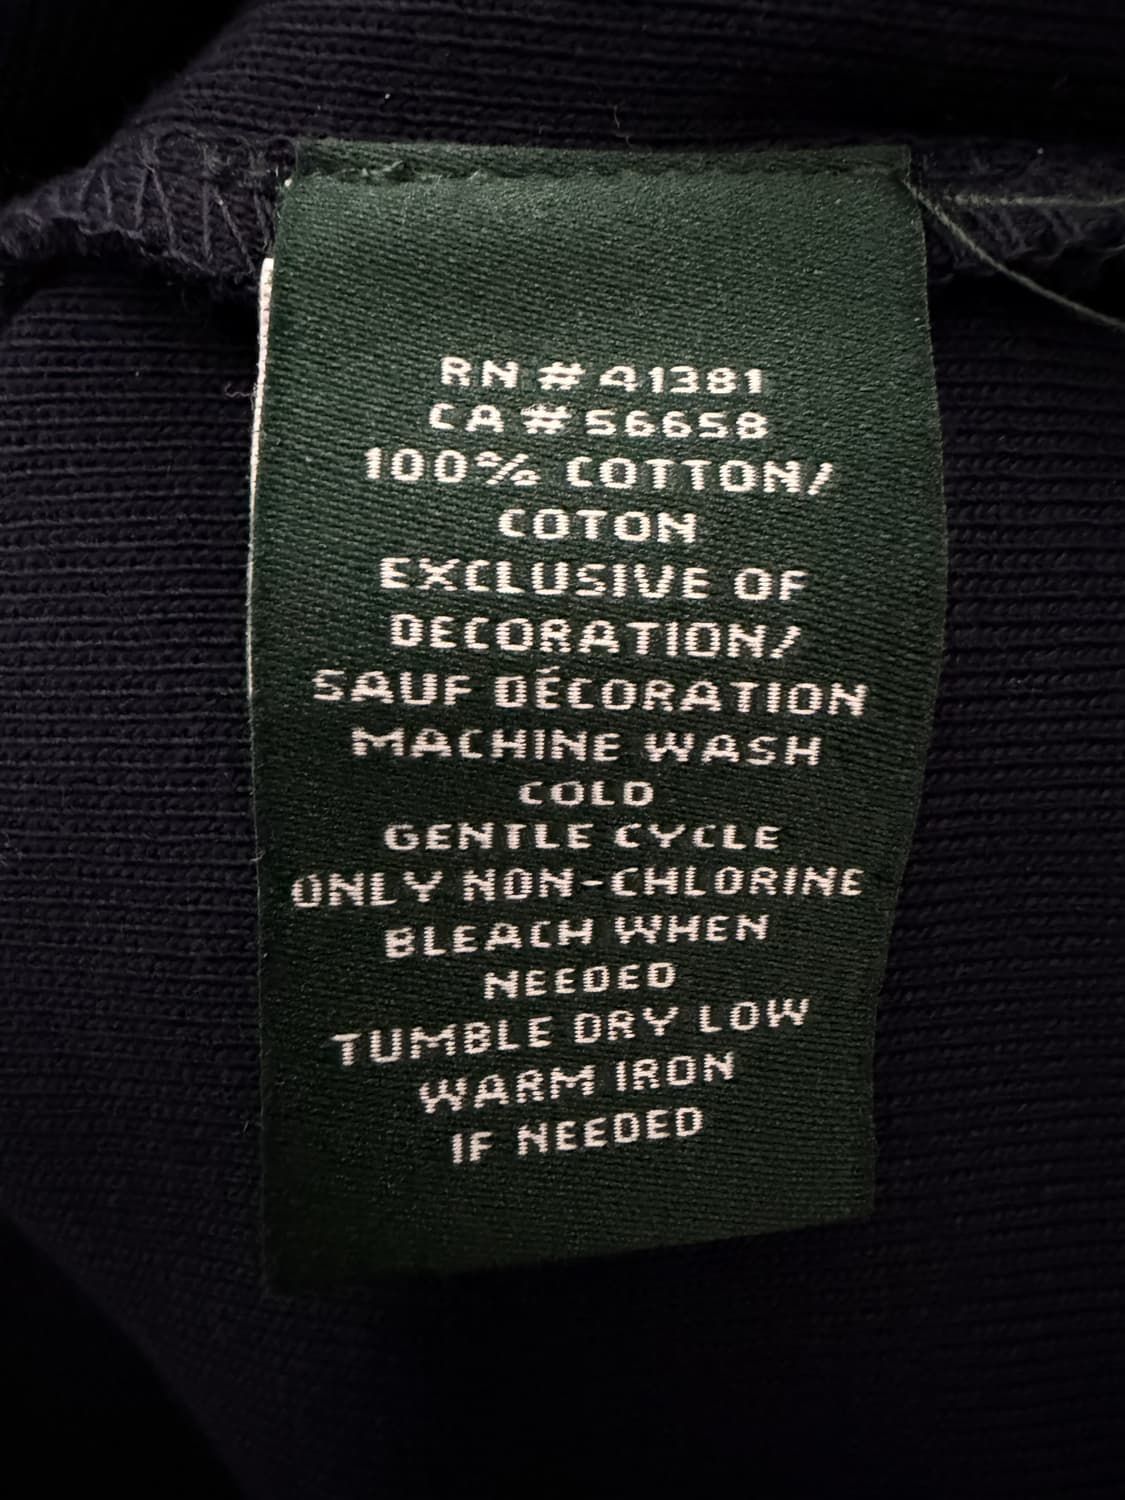 RN # 41381
CA # 56658
100% COTTON/
COTON
EXCLUSIVE OF
DECORATION/
SAUF DÉCORATION
MACHINE WASH
COLD
GENTLE CYCLE
ONLY NON-CHLORINE
BLEACH WHEN
NEEDED
TUMBLE DRY LOW
WARM IRON
IF NEEDED